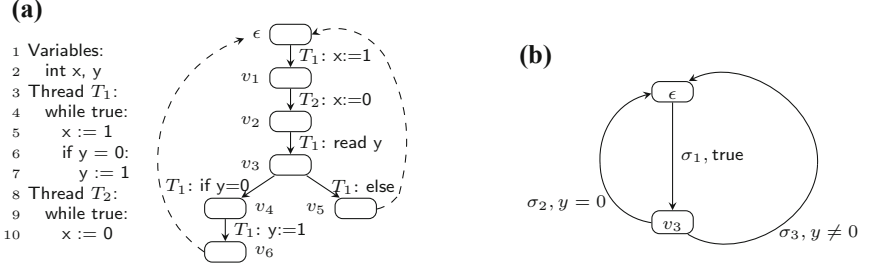 (a)
1 Variables:
2 int x, y
3 Thread T₁:
4 while true:
5 x := 1
6 if y = 0:
7 y := 1
8 Thread T₂:
9 while true:
10 x := 0
ϵ
T₁: x:=1
v₁
T₂: x:=0
v₂
T₁: read y
v₃
T₁: if y=0
T₁: else
v₄
v₅
T₁: y:=1
v₆
(b)
ϵ
σ₁, true
σ₂, y = 0
v₃
σ₃, y ≠ 0